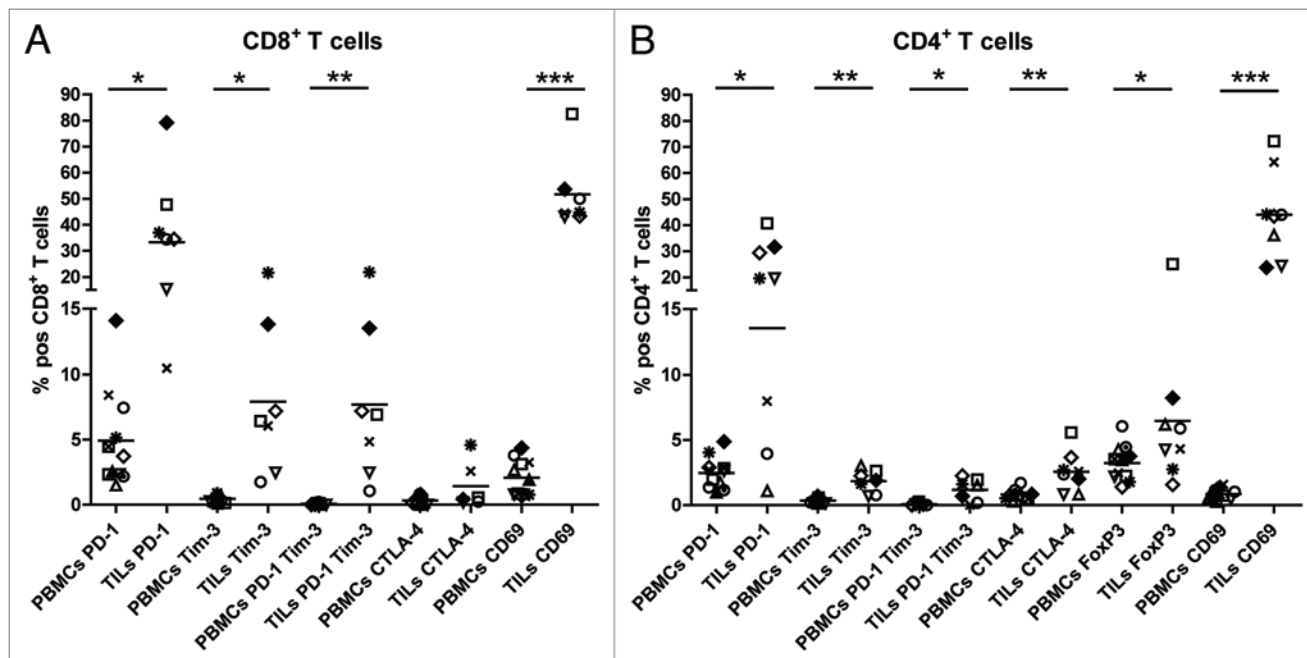 A
CD8⁺ T cells
* * ** ***
% pos CD8⁺ T cells
90
80
70
60
50
40
30
20
15
10
5
0
PBMCs PD-1
TILs PD-1
PBMCs Tim-3
TILs Tim-3
PBMCs PD-1 Tim-3
TILs PD-1 Tim-3
PBMCs CTLA-4
TILs CTLA-4
PBMCs CD69
TILs CD69
B
CD4⁺ T cells
* ** * ** * ***
% pos CD4⁺ T cells
90
80
70
60
50
40
30
20
15
10
5
0
PBMCs PD-1
TILs PD-1
PBMCs Tim-3
TILs Tim-3
PBMCs PD-1 Tim-3
TILs PD-1 Tim-3
PBMCs CTLA-4
TILs CTLA-4
PBMCs FoxP3
TILs FoxP3
PBMCs CD69
TILs CD69